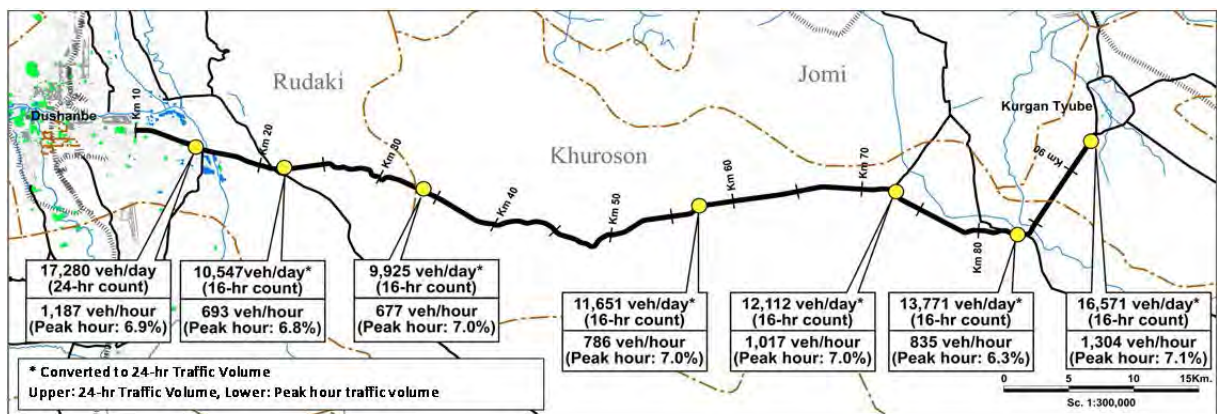 Rudaki
Jomi
Kurgan Tyube
Dushanbe
Khuroson
Km 10
Km 20
Km 30
Km 40
Km 50
Km 60
Km 70
Km 80
Km 90
17,280 veh/day
(24-hr count)
1,187 veh/hour
(Peak hour: 6.9%)
10,547veh/day*
(16-hr count)
693 veh/hour
(Peak hour: 6.8%)
9,925 veh/day*
(16-hr count)
677 veh/hour
(Peak hour: 7.0%)
11,651 veh/day*
(16-hr count)
786 veh/hour
(Peak hour: 7.0%)
12,112 veh/day*
(16-hr count)
1,017 veh/hour
(Peak hour: 7.0%)
13,771 veh/day*
(16-hr count)
835 veh/hour
(Peak hour: 6.3%)
16,571 veh/day*
(16-hr count)
1,304 veh/hour
(Peak hour: 7.1%)
* Converted to 24-hr Traffic Volume
Upper: 24-hr Traffic Volume, Lower: Peak hour traffic volume
0 5 10 15Km.
Sc. 1:300,000